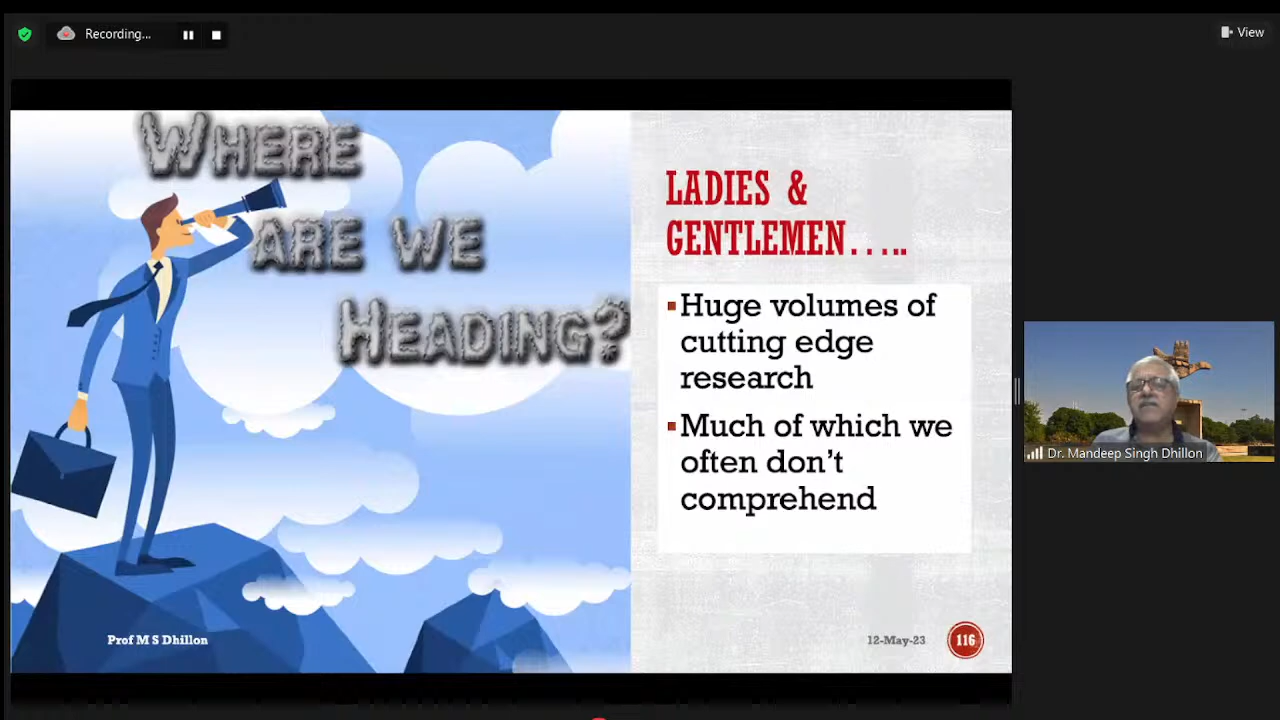 Recording...
View
WHERE
ARE WE
HEADING?
LADIES &
GENTLEMEN.....
Huge volumes of
cutting edge
research
Much of which we
often don't
comprehend
Dr. Mandeep Singh Dhillon
Prof M S Dhillon
12-May-23
116